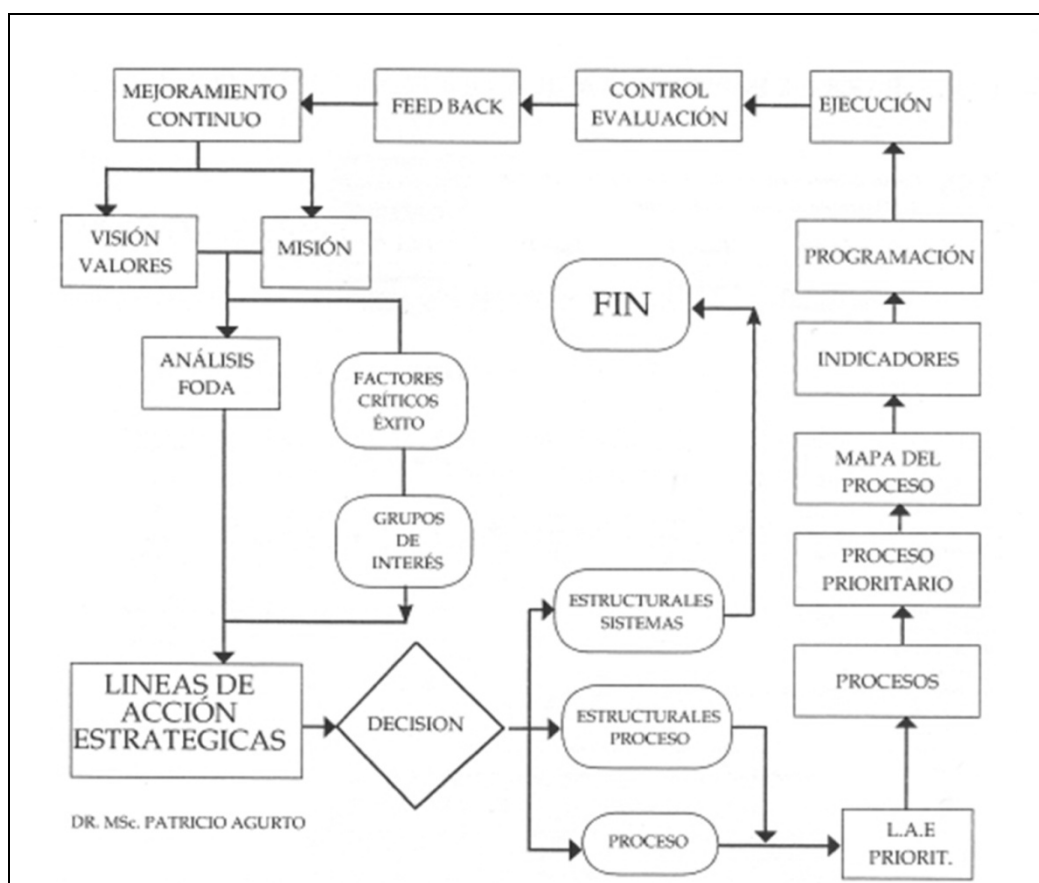 MEJORAMIENTO
CONTINUO
FEED BACK
CONTROL
EVALUACIÓN
EJECUCIÓN
VISIÓN
VALORES
MISIÓN
PROGRAMACIÓN
FIN
ANÁLISIS
FODA
FACTORES
CRÍTICOS
ÉXITO
INDICADORES
MAPA DEL
PROCESO
GRUPOS
DE
INTERÉS
PROCESO
PRIORITARIO
ESTRUCTURALES
SISTEMAS
PROCESOS
LINEAS DE
ACCIÓN
ESTRATEGICAS
DECISION
ESTRUCTURALES
PROCESO
DR. MSc. PATRICIO AGURTO
PROCESO
L.A.E
PRIORIT.